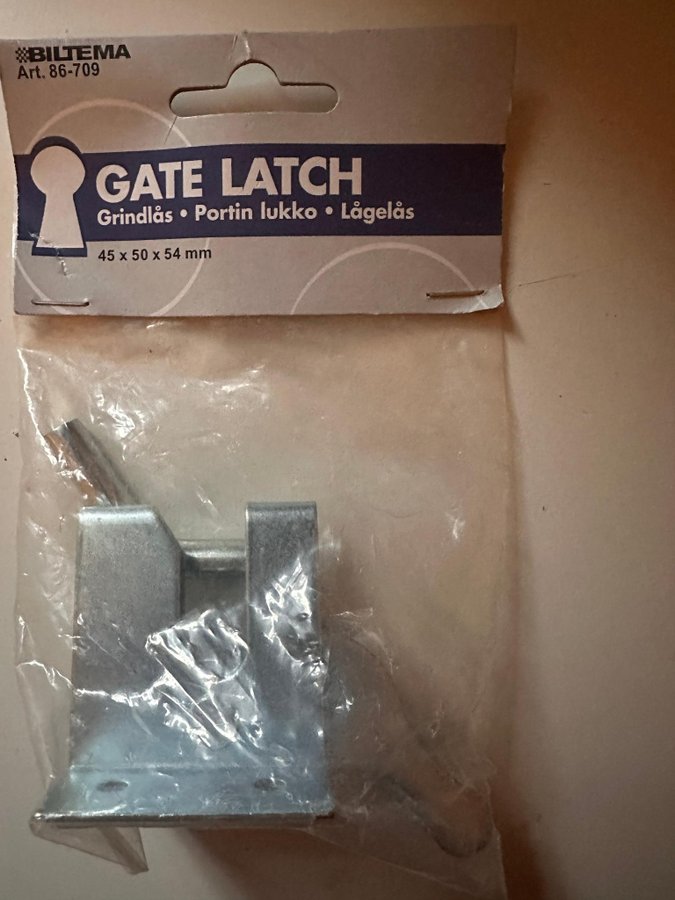 BILTEMA
Art. 86-709
GATE LATCH
Grindlås • Portin lukko • Lågelås
45 x 50 x 54 mm